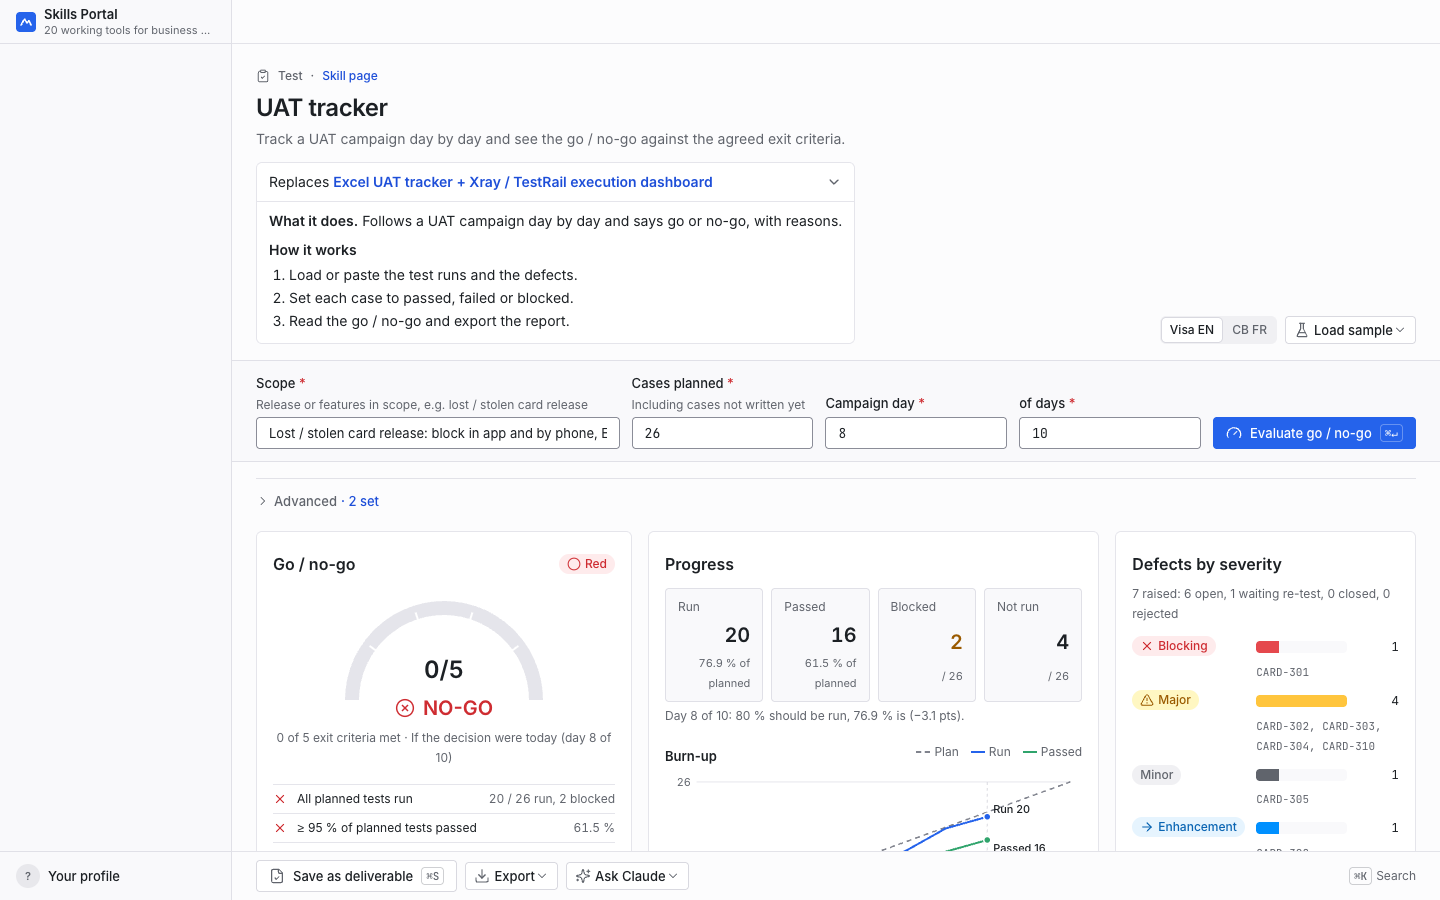 Skills Portal
20 working tools for business ...
Test · Skill page
UAT tracker
Track a UAT campaign day by day and see the go / no-go against the agreed exit criteria.
Replaces Excel UAT tracker + Xray / TestRail execution dashboard
What it does. Follows a UAT campaign day by day and says go or no-go, with reasons.
How it works
1. Load or paste the test runs and the defects.
2. Set each case to passed, failed or blocked.
3. Read the go / no-go and export the report.
Visa EN
CB FR
Load sample
Scope *
Release or features in scope, e.g. lost / stolen card release
Lost / stolen card release: block in app and by phone, E
Cases planned *
Including cases not written yet
26
Campaign day *
8
of days *
10
Evaluate go / no-go ⌘↵
Advanced · 2 set
Go / no-go
Red
0/5
NO-GO
0 of 5 exit criteria met · If the decision were today (day 8 of
10)
All planned tests run 20 / 26 run, 2 blocked
≥ 95 % of planned tests passed 61.5 %
Progress
Run
20
76.9 % of
planned
Passed
16
61.5 % of
planned
Blocked
2
/ 26
Not run
4
/ 26
Day 8 of 10: 80 % should be run, 76.9 % is (−3.1 pts).
Burn-up
Plan Run Passed
26
Run 20
Passed 16
Defects by severity
7 raised: 6 open, 1 waiting re-test, 0 closed, 0
rejected
Blocking 1
CARD-301
Major 4
CARD-302, CARD-303,
CARD-304, CARD-310
Minor 1
CARD-305
Enhancement 1
? Your profile
Save as deliverable ⌘S
Export
Ask Claude
⌘K Search